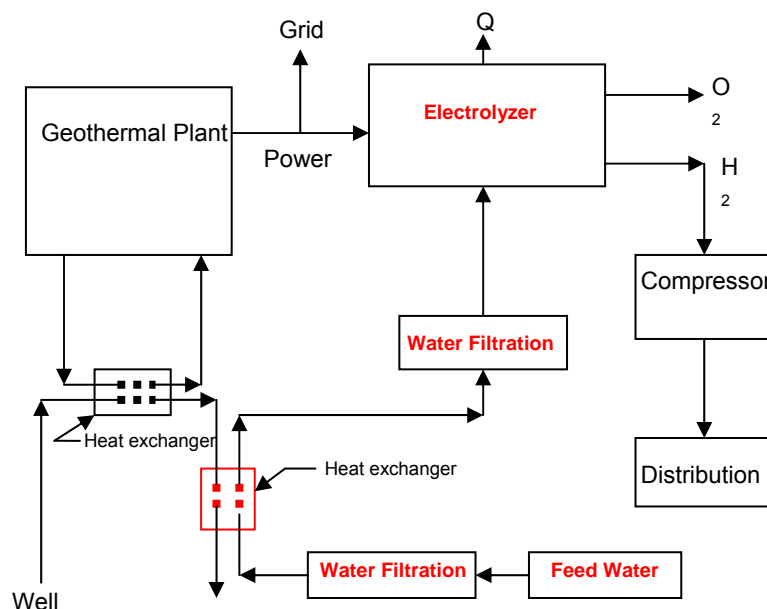 Grid
Q
Geothermal Plant
Electrolyzer
O
2
Power
H
2
Compressor
Water Filtration
Heat exchanger
Heat exchanger
Distribution
Water Filtration
Feed Water
Well